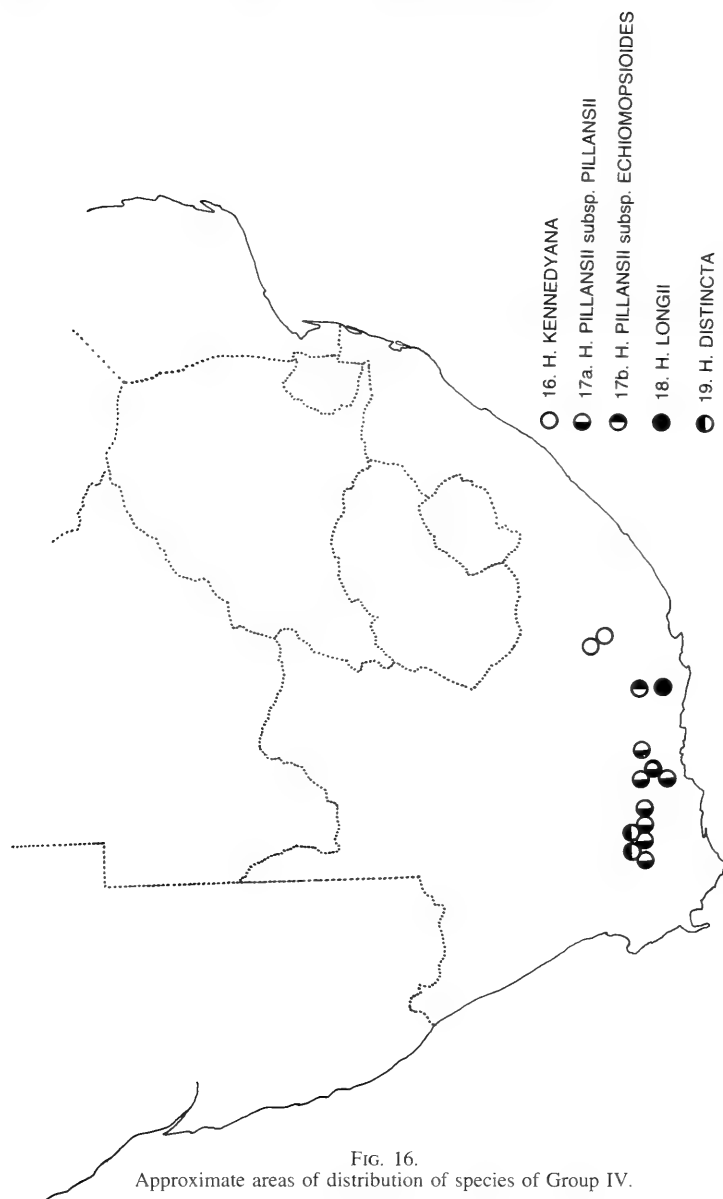 16. H. KENNEDYANA
17a. H. PILLANSII subsp. PILLANSII
17b. H. PILLANSII subsp. ECHIOMOPSIOIDES
18. H. LONGII
19. H. DISTINCTA
FIG. 16.
Approximate areas of distribution of species of Group IV.